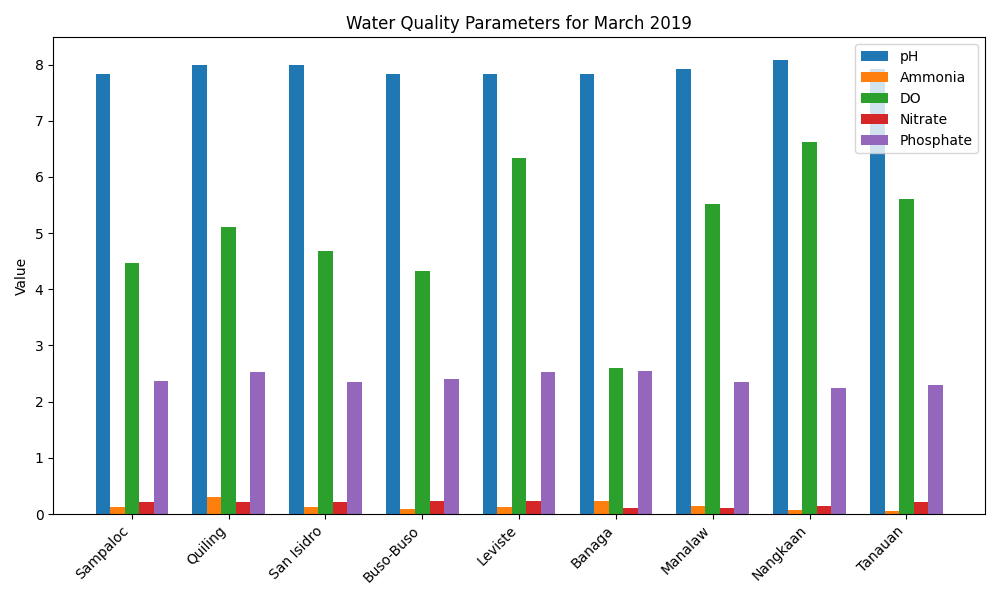 Water Quality Parameters for March 2019
pH
Ammonia
DO
Nitrate
Phosphate
Value
8
7
6
5
4
3
2
1
0
Sampaloc
Quiling
San Isidro
Buso-Buso
Leviste
Banaga
Manalaw
Nangkaan
Tanauan